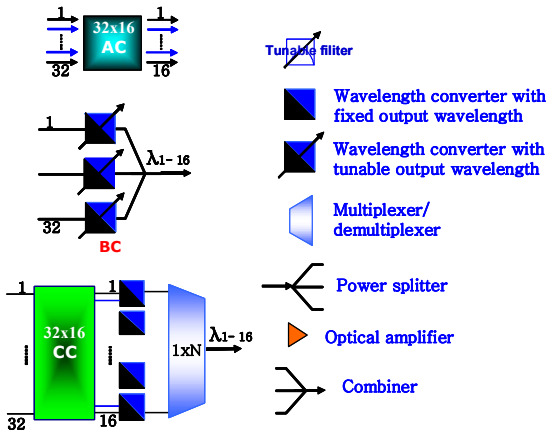 1 1
32x16
AC
32 16
1
λ1-16
32
BC
1 1
32x16
CC
1xN
λ1-16
32 16
Tunable filiter
Wavelength converter with
fixed output wavelength
Wavelength converter with
tunable output wavelength
Multiplexer/
demultiplexer
Power splitter
Optical amplifier
Combiner